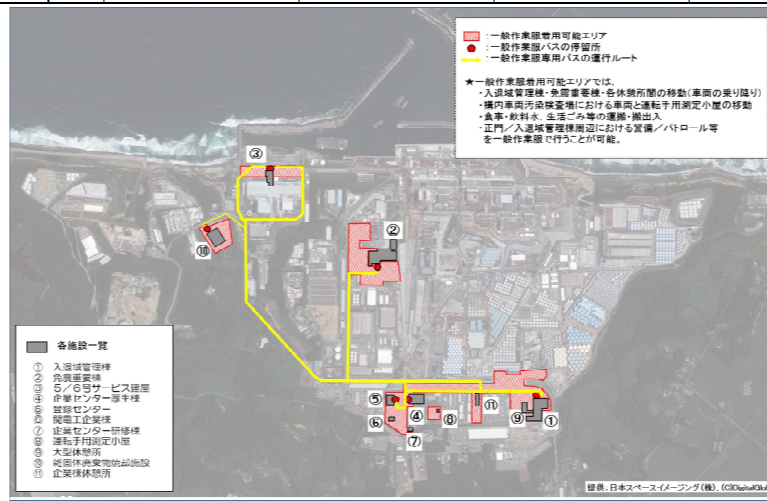 ：一般作業服着用可能エリア
：一般作業服バスの停留所
：一般作業服専用バスの運行ルート
★一般作業服着用可能エリアでは、
・入退域管理棟・免震重要棟・各休憩所間の移動（車両の乗り降り）
・構内車両汚染検査場における車両と運転手用測定小屋の移動
・食事・飲料水、生活ごみ等の運搬・搬出入
・正門／入退域管理棟周辺における警備／パトロール等
を一般作業服で行うことが可能。
③
②
⑩
⑤
④
⑪
⑥
⑧
⑨
①
⑦
各施設一覧
① 入退域管理棟
② 免震重要棟
③ 5／6号サービス建屋
④ 企業センター厚生棟
⑤ 登録センター
⑥ 関電工企業棟
⑦ 企業センター研修棟
⑧ 運転手用測定小屋
⑨ 大型休憩所
⑩ 雑固体廃棄物焼却施設
⑪ 企業棟休憩所
提供：日本スペースイメージング（株）、(C)DigitalGlo